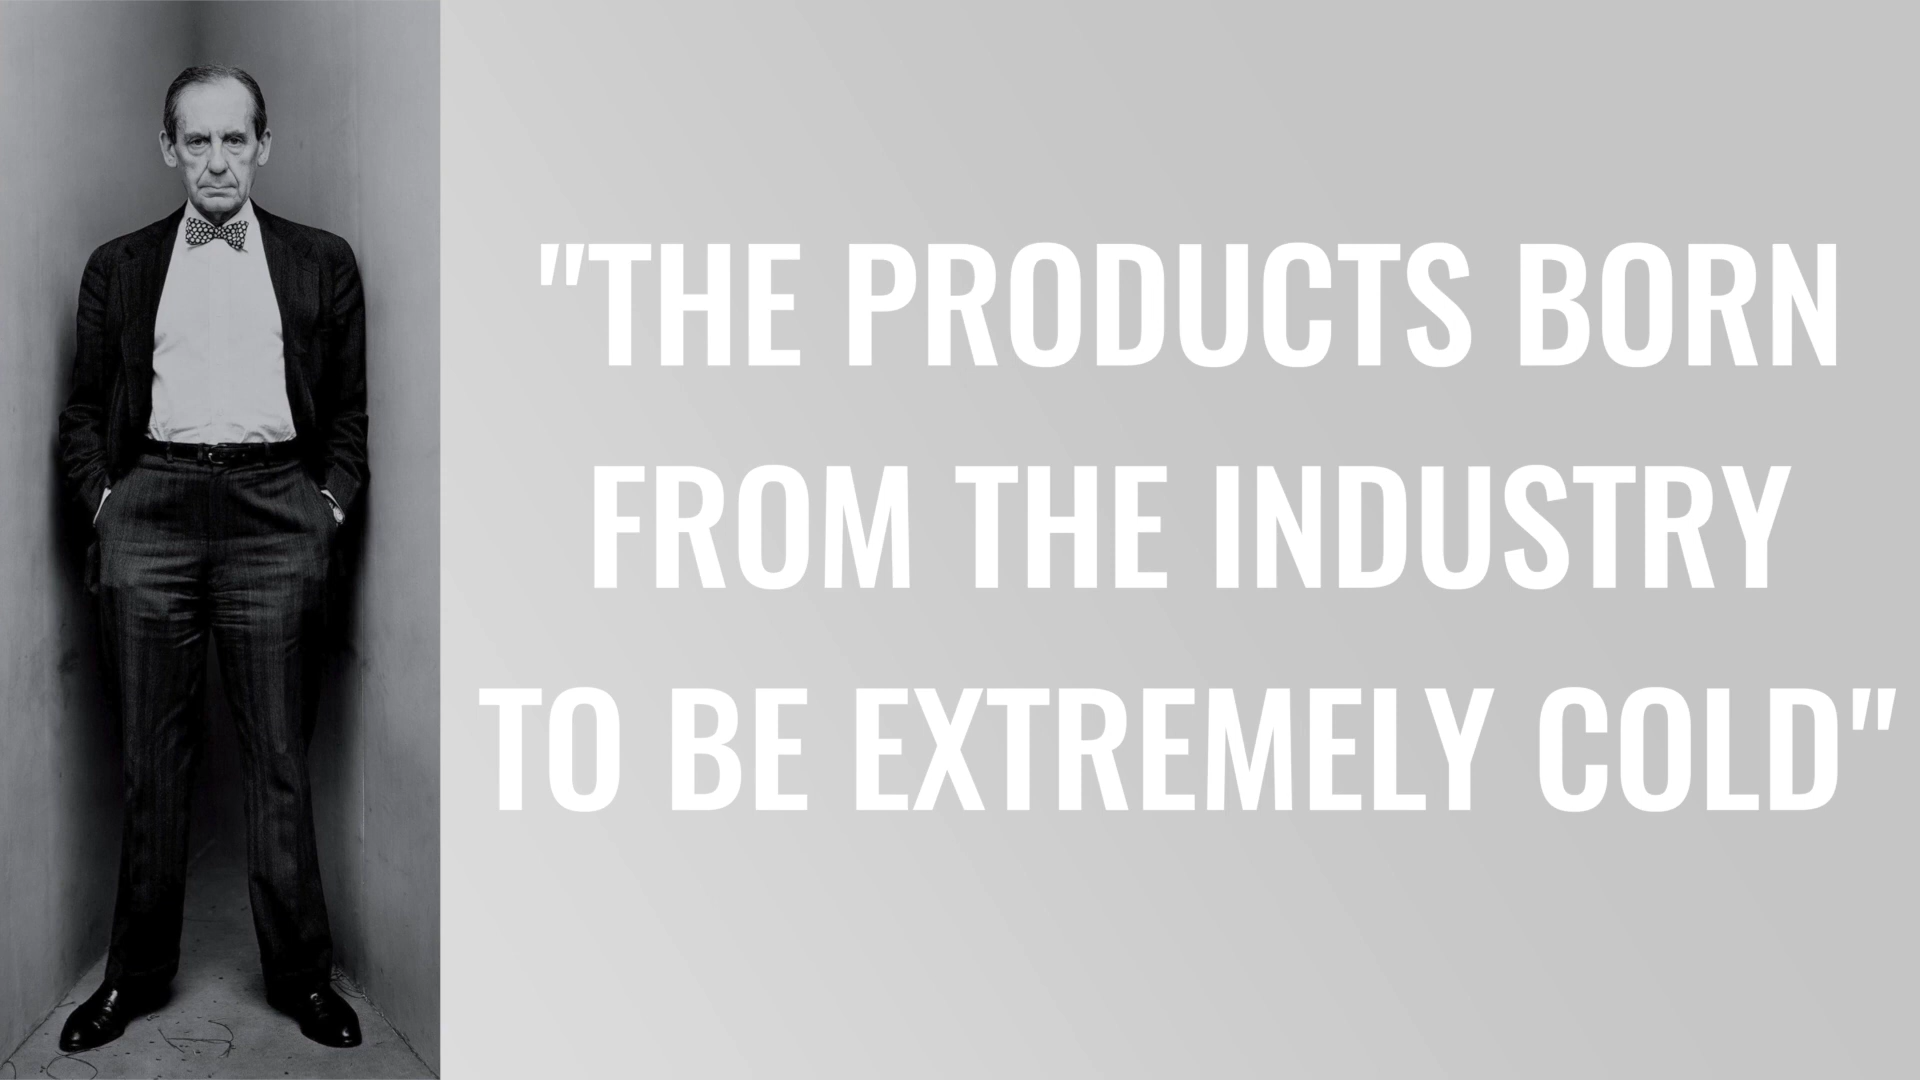 "THE PRODUCTS BORN
FROM THE INDUSTRY
TO BE EXTREMELY COLD"